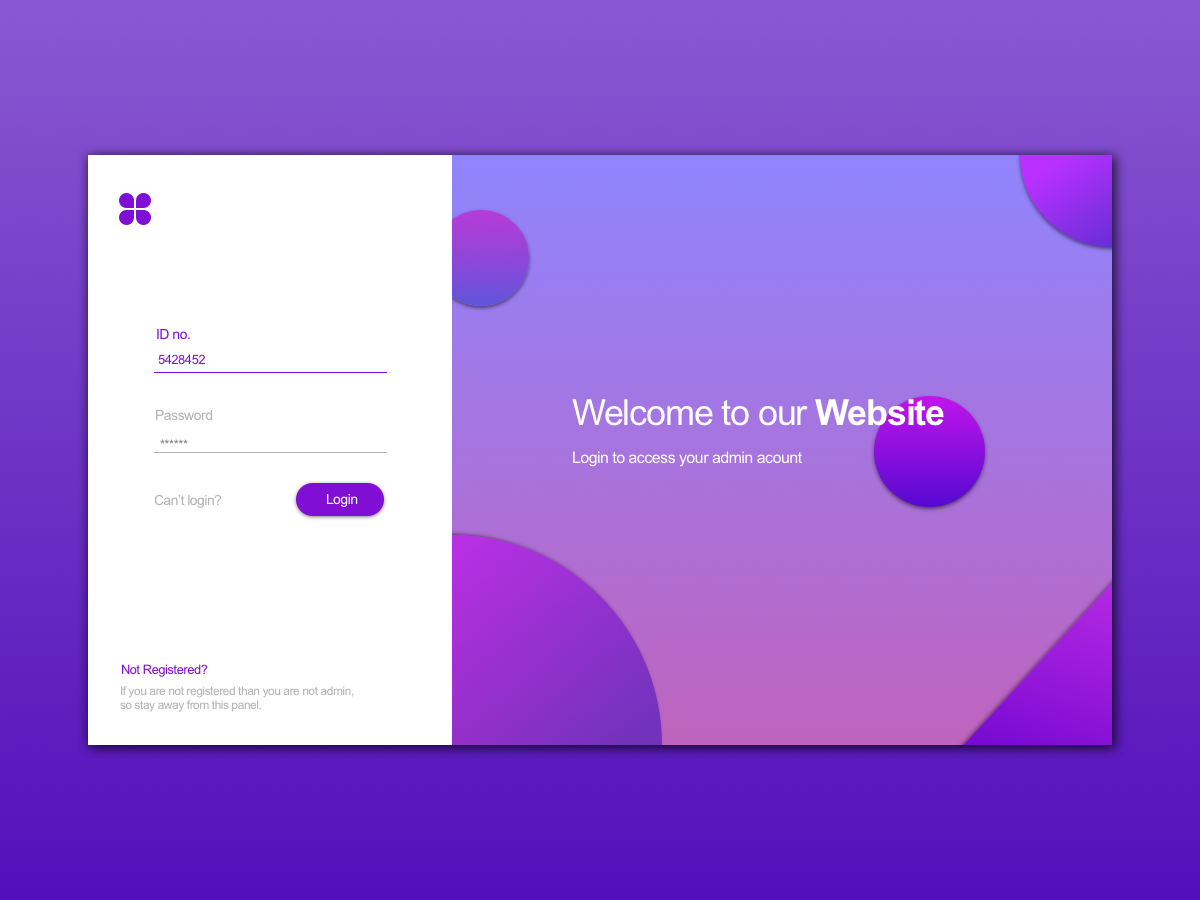 ID no.
5428452
Password
******
Can't login?
Login
Not Registered?
If you are not registered than you are not admin,
so stay away from this panel.
Welcome to our Website
Login to access your admin acount